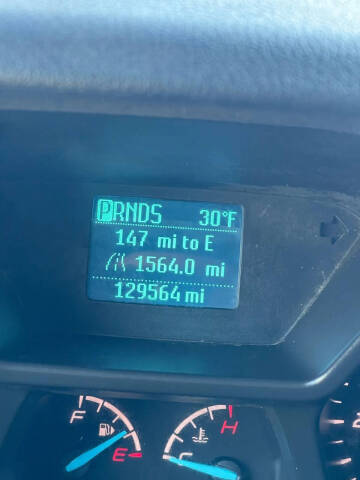 PRNDS 30°F
147 mi to E
1564.0 mi
129564 mi
F H
E C